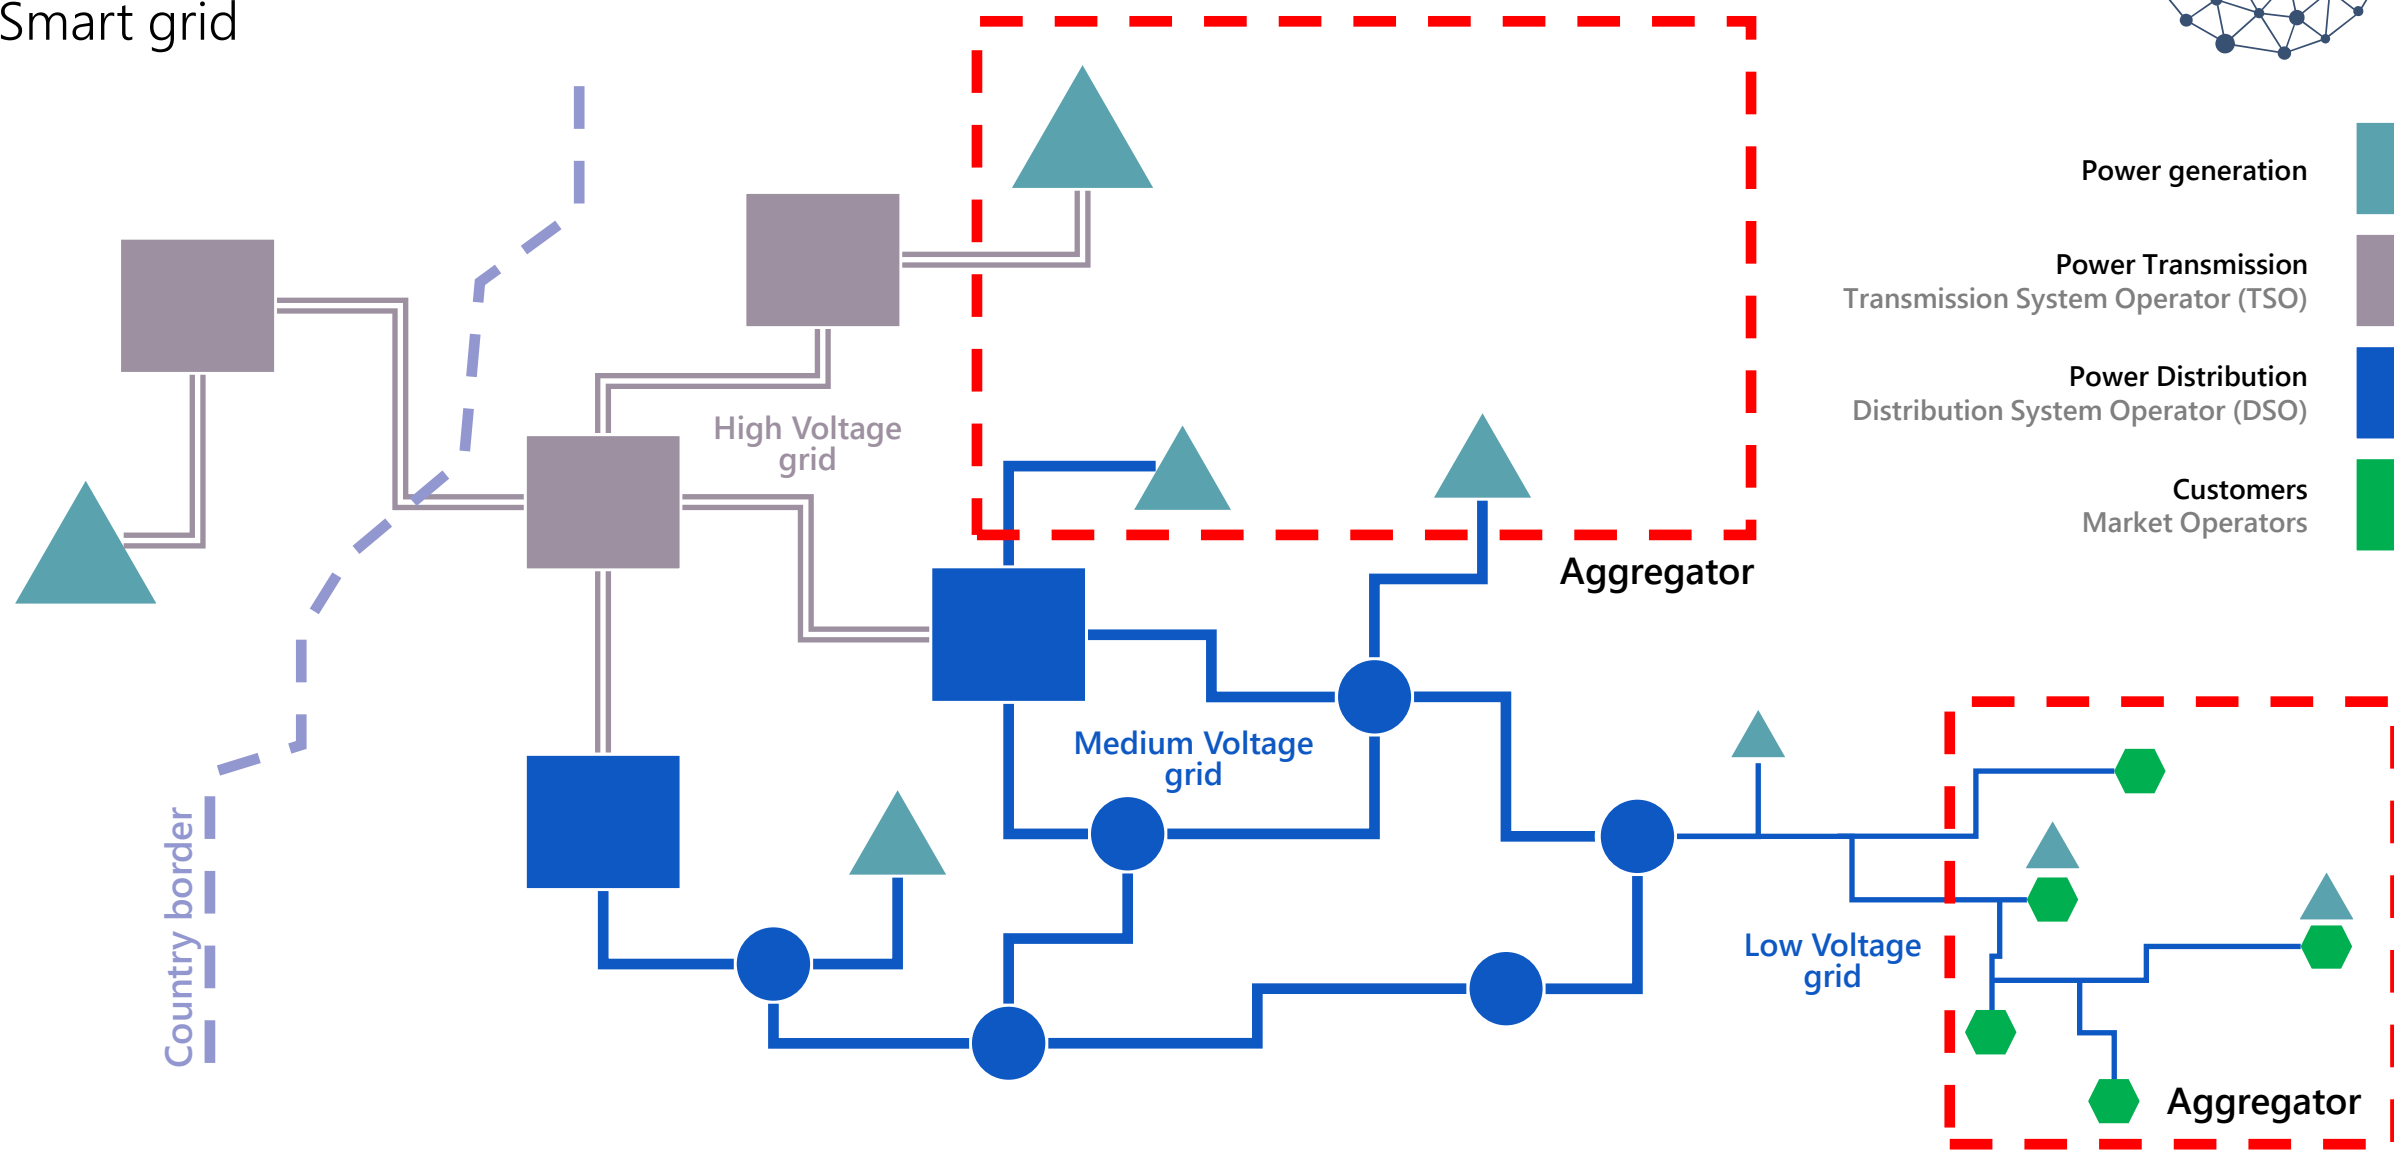 Smart grid
Power generation
Power Transmission
Transmission System Operator (TSO)
Power Distribution
Distribution System Operator (DSO)
Customers
Market Operators
High Voltage
grid
Aggregator
Medium Voltage
grid
Country border
Low Voltage
grid
Aggregator